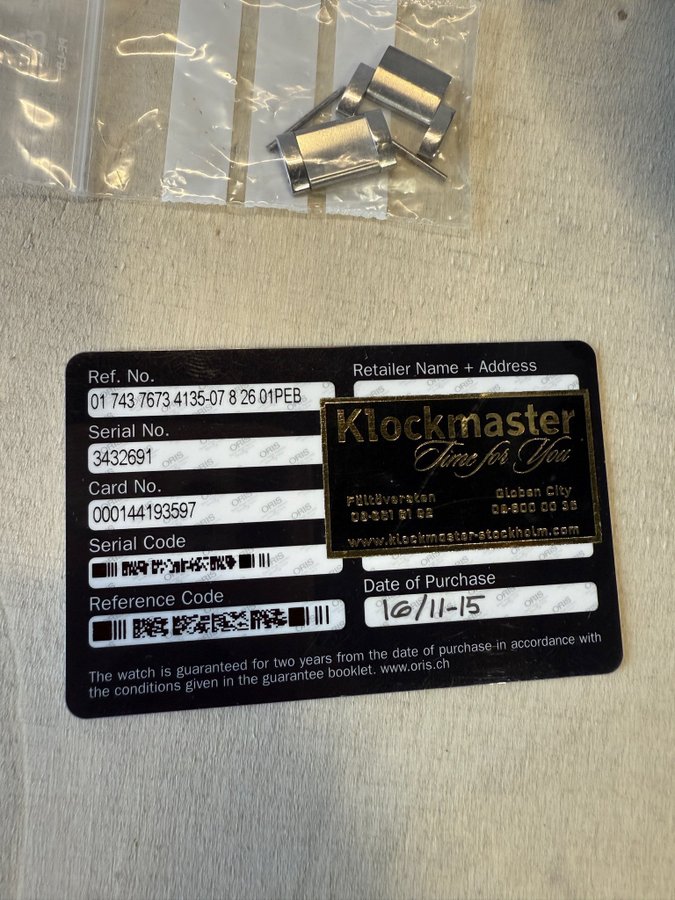 Ref. No.
01 743 7673 4135-07 8 26 01PEB
Serial No.
3432691
Card No.
000144193597
Serial Code
Reference Code
Retailer Name + Address
Klockmaster
Time for You
Fältöversten
Globen City
www.klockmaster-stockholm.com
Date of Purchase
16/11-15
The watch is guaranteed for two years from the date of purchase in accordance with
the conditions given in the guarantee booklet. www.oris.ch